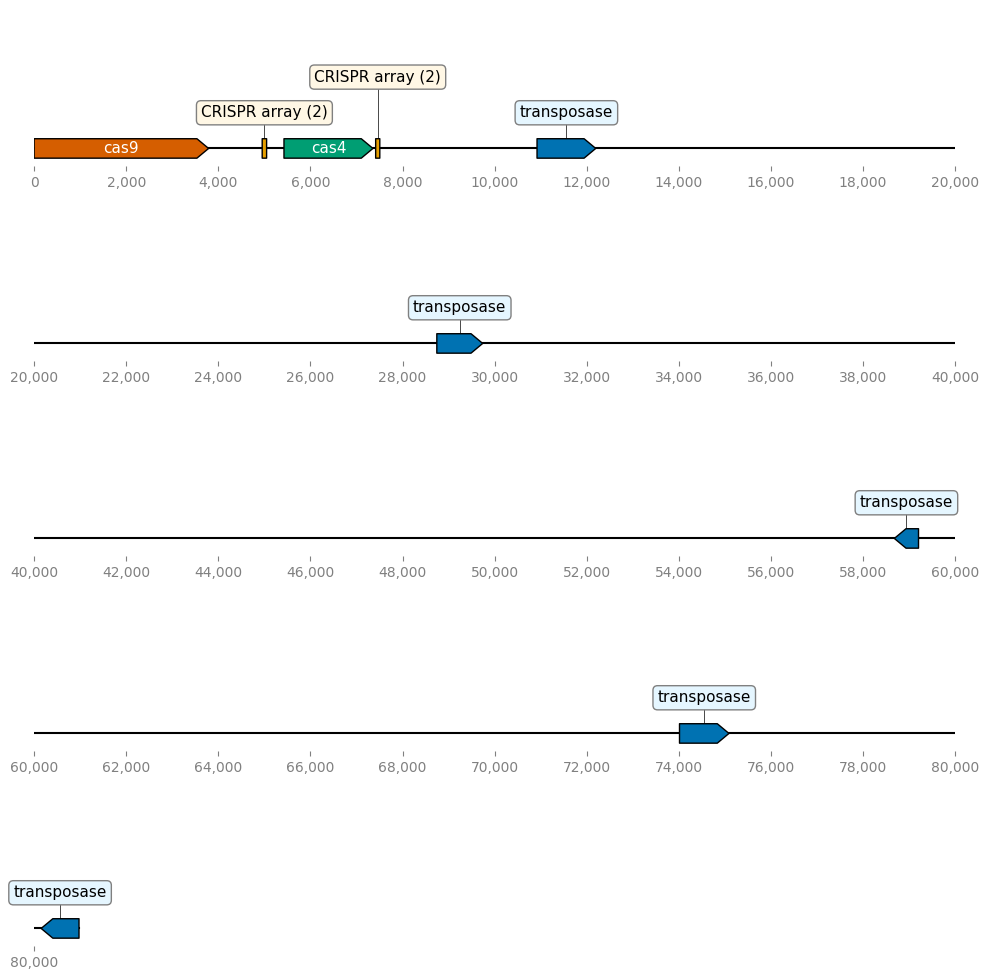 CRISPR array (2)
CRISPR array (2) transposase
cas9 cas4
0 2,000 4,000 6,000 8,000 10,000 12,000 14,000 16,000 18,000 20,000
transposase
20,000 22,000 24,000 26,000 28,000 30,000 32,000 34,000 36,000 38,000 40,000
transposase
40,000 42,000 44,000 46,000 48,000 50,000 52,000 54,000 56,000 58,000 60,000
transposase
60,000 62,000 64,000 66,000 68,000 70,000 72,000 74,000 76,000 78,000 80,000
transposase
80,000